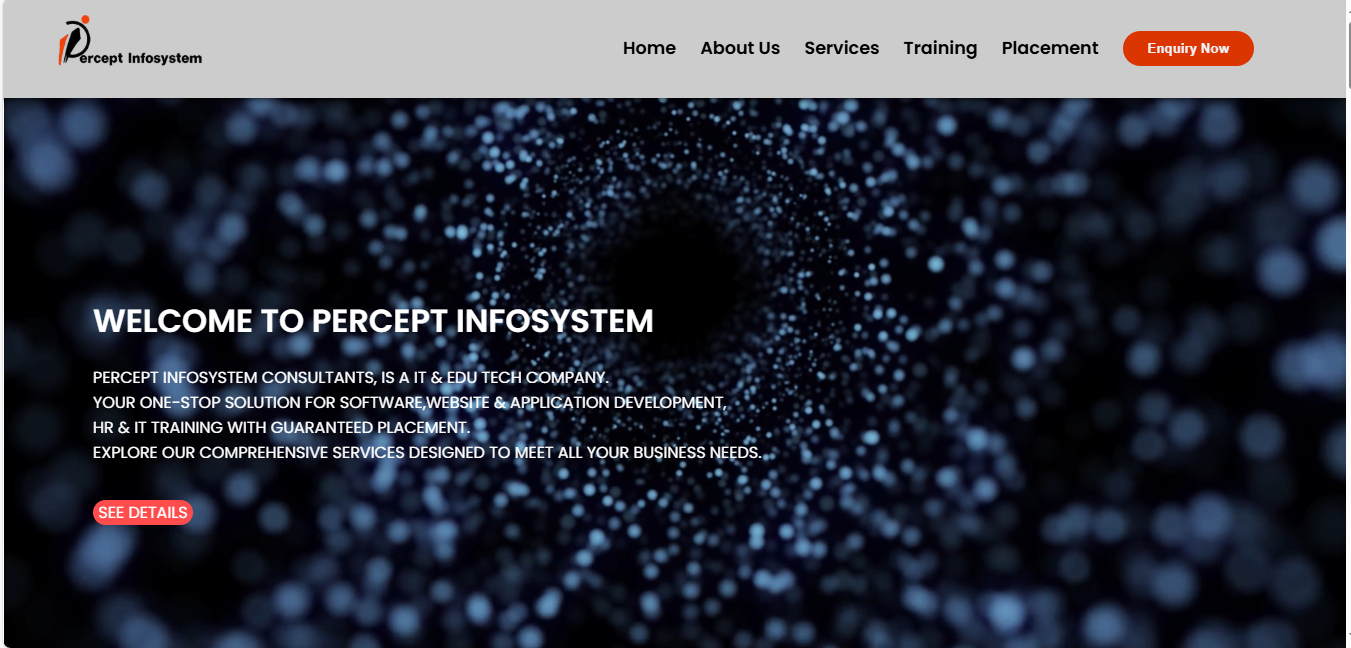 Percept Infosystem
Home About Us Services Training Placement Enquiry Now
WELCOME TO PERCEPT INFOSYSTEM
PERCEPT INFOSYSTEM CONSULTANTS, IS A IT & EDU TECH COMPANY.
YOUR ONE-STOP SOLUTION FOR SOFTWARE,WEBSITE & APPLICATION DEVELOPMENT,
HR & IT TRAINING WITH GUARANTEED PLACEMENT.
EXPLORE OUR COMPREHENSIVE SERVICES DESIGNED TO MEET ALL YOUR BUSINESS NEEDS.
SEE DETAILS